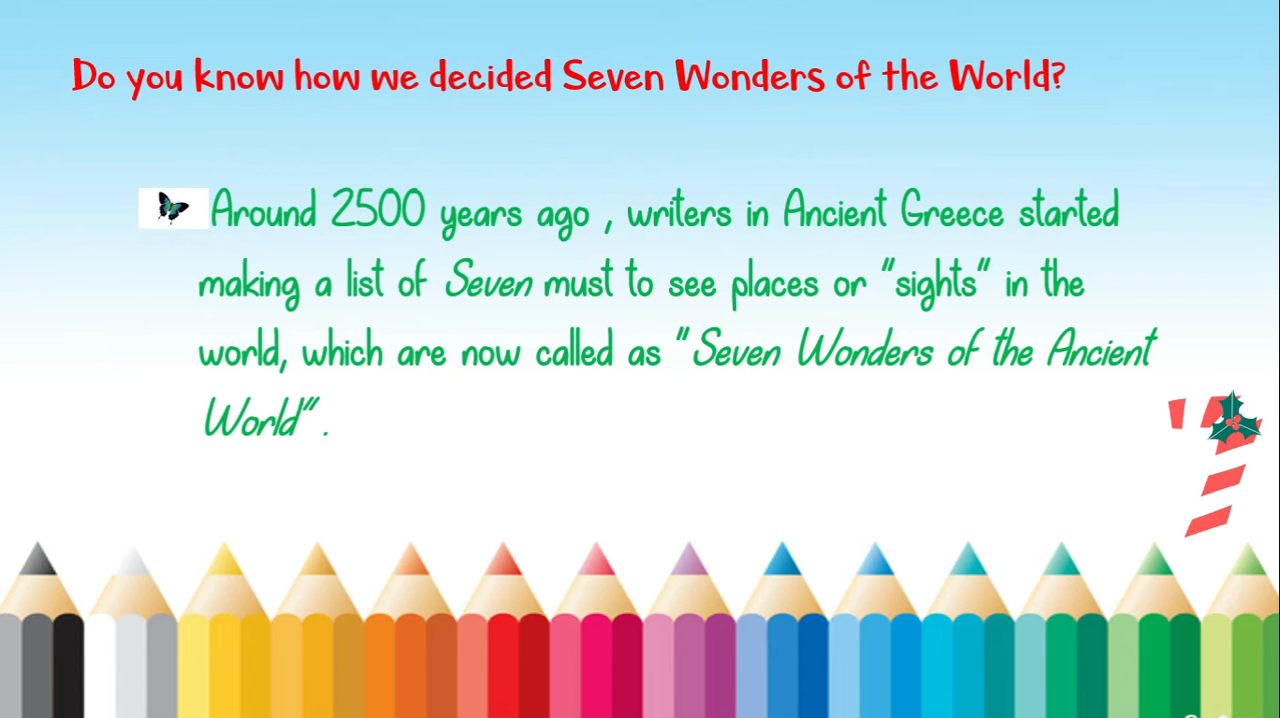 Do you know how we decided Seven Wonders of the World?
Around 2500 years ago , writers in Ancient Greece started
making a list of Seven must to see places or "sights" in the
world, which are now called as "Seven Wonders of the Ancient
World".